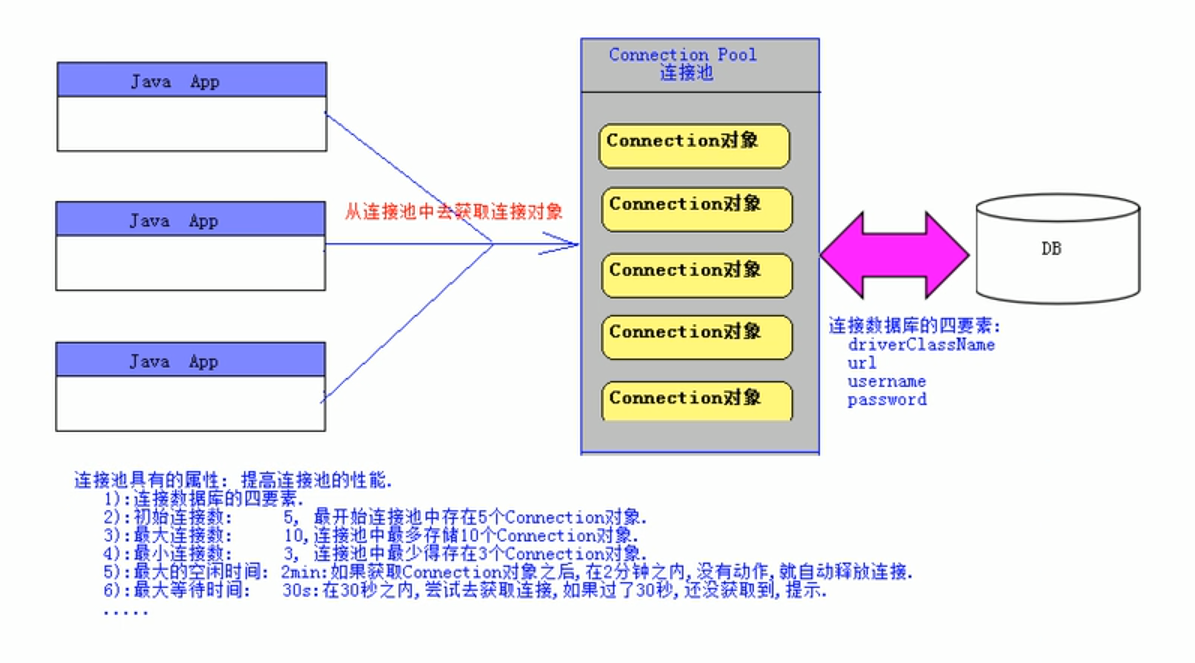 Connection Pool
连接池
Java App
Connection对象
Connection对象
从连接池中去获取连接对象
Java App
DB
Connection对象
连接数据库的四要素:
driverClassName
url
username
password
Connection对象
Java App
Connection对象
连接池具有的属性: 提高连接池的性能.
1):连接数据库的四要素.
2):初始连接数: 5, 最开始连接池中存在5个Connection对象.
3):最大连接数: 10,连接池中最多存储10个Connection对象.
4):最小连接数: 3, 连接池中最少得存在3个Connection对象.
5):最大的空闲时间: 2min:如果获取Connection对象之后,在2分钟之内,没有动作,就自动释放连接.
6):最大等待时间: 30s:在30秒之内,尝试去获取连接,如果过了30秒,还没获取到,提示.
.....